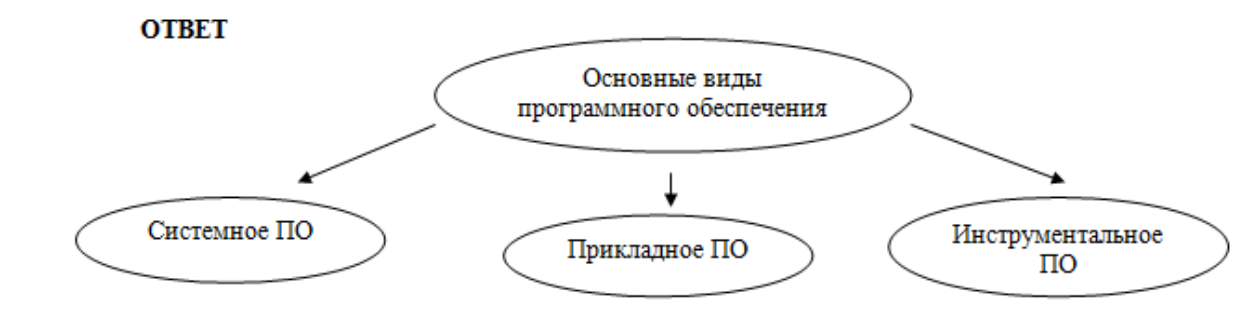 ОТВЕТ
Основные виды
программного обеспечения
Системное ПО
Прикладное ПО
Инструментальное
ПО